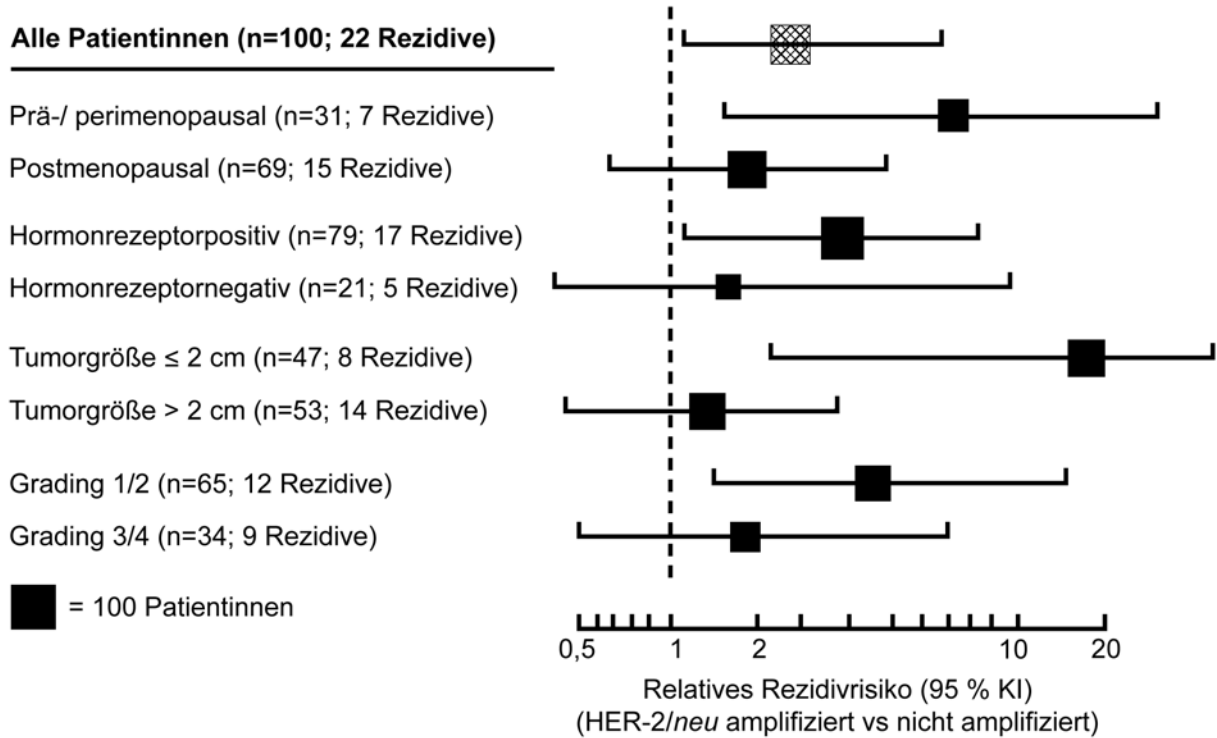 Alle Patientinnen (n=100; 22 Rezidive)
Prä-/ perimenopausal (n=31; 7 Rezidive)
Postmenopausal (n=69; 15 Rezidive)
Hormonrezeptorpositiv (n=79; 17 Rezidive)
Hormonrezeptornegativ (n=21; 5 Rezidive)
Tumorgröße ≤ 2 cm (n=47; 8 Rezidive)
Tumorgröße > 2 cm (n=53; 14 Rezidive)
Grading 1/2 (n=65; 12 Rezidive)
Grading 3/4 (n=34; 9 Rezidive)
= 100 Patientinnen
0,5 1 2 10 20
Relatives Rezidivrisiko (95 % KI)
(HER-2/neu amplifiziert vs nicht amplifiziert)